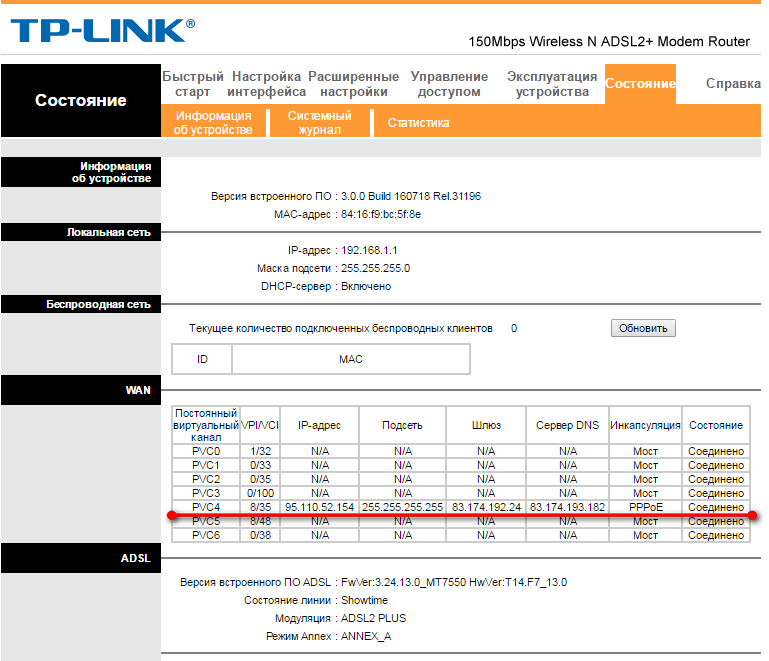 TP-LINK®
150Mbps Wireless N ADSL2+ Modem Router
Состояние
Быстрый старт
Настройка интерфейса
Расширенные настройки
Управление доступом
Эксплуатация устройства
Состояние
Справка
Информация об устройстве
Системный журнал
Статистика
Информация
об устройстве
Версия встроенного ПО : 3.0.0 Build 160718 Rel.31196
MAC-адрес : 84:16:f9:bc:5f:8e
Локальная сеть
IP-адрес : 192.168.1.1
Маска подсети : 255.255.255.0
DHCP-сервер : Включено
Беспроводная сеть
Текущее количество подключенных беспроводных клиентов 0 Обновить
ID MAC
WAN
Постоянный виртуальный канал VPI/VCI IP-адрес Подсеть Шлюз Сервер DNS Инкапсуляция Состояние
PVC0 1/32 N/A N/A N/A N/A Мост Соединено
PVC1 0/33 N/A N/A N/A N/A Мост Соединено
PVC2 0/35 N/A N/A N/A N/A Мост Соединено
PVC3 0/100 N/A N/A N/A N/A Мост Соединено
PVC4 8/35 95.110.52.154 255.255.255.255 83.174.192.24 83.174.193.182 PPPoE Соединено
PVC5 8/48 N/A N/A N/A N/A Мост Соединено
PVC6 0/38 N/A N/A N/A N/A Мост Соединено
ADSL
Версия встроенного ПО ADSL : FwVer:3.24.13.0_MT7550 HwVer:T14.F7_13.0
Состояние линии : Showtime
Модуляция : ADSL2 PLUS
Режим Annex : ANNEX_A